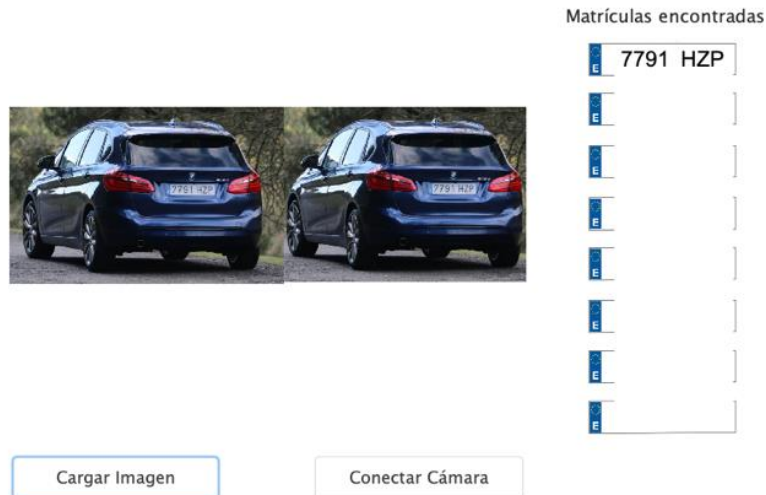 Matrículas encontradas
E 7791 HZP
E
E
E
E
E
E
E
7791 HZP
7791 HZP
Cargar Imagen
Conectar Cámara